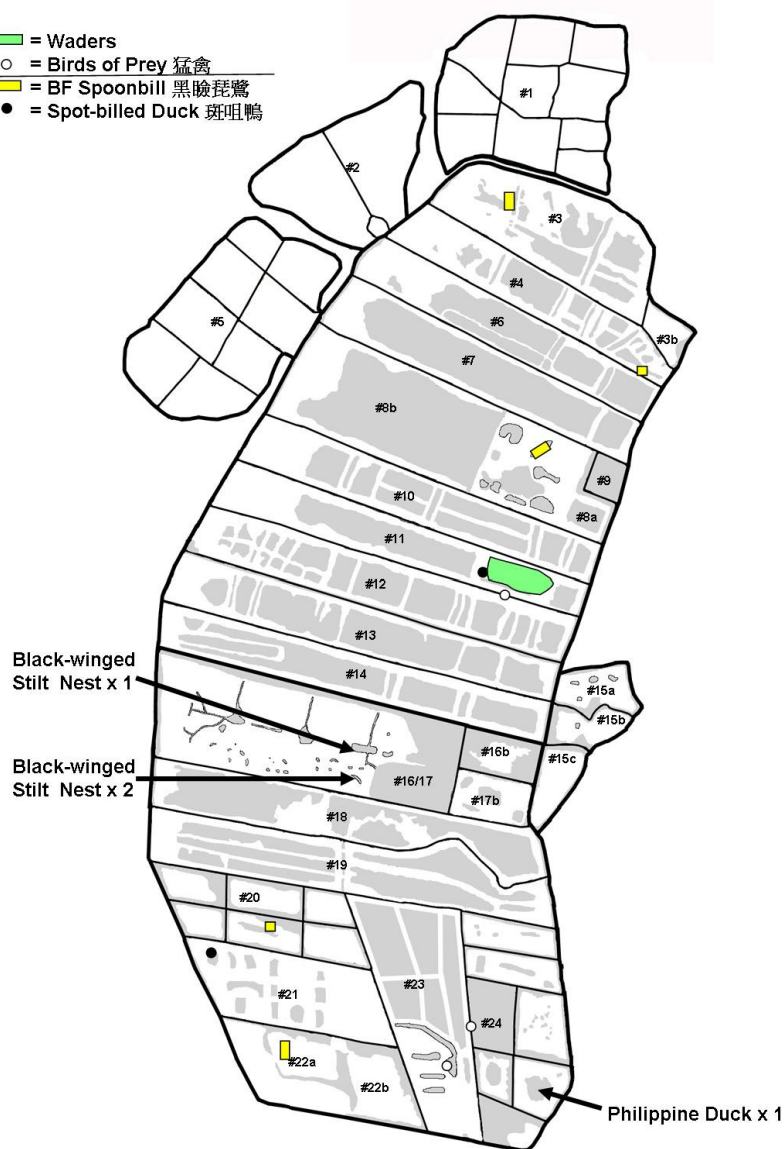 = Waders
= Birds of Prey 猛禽
= BF Spoonbill 黑臉琵鷺
= Spot-billed Duck 斑咀鴨
#1
#2
#3
#4
#3b
#5
#6
#7
#8b
#9
#10
#8a
#11
#12
#13
#14
Black-winged
Stilt Nest x 1
#15a
#15b
#16b
#15c
Black-winged
Stilt Nest x 2
#16/17
#17b
#18
#19
#20
#23
#21
#24
#22a
#22b
Philippine Duck x 1